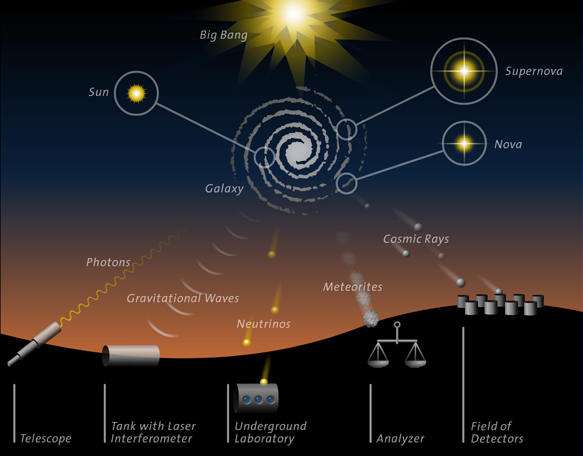 Big Bang
Sun
Supernova
Nova
Galaxy
Cosmic Rays
Photons
Meteorites
Gravitational Waves
Neutrinos
Telescope
Tank with Laser
Interferometer
Underground
Laboratory
Analyzer
Field of
Detectors